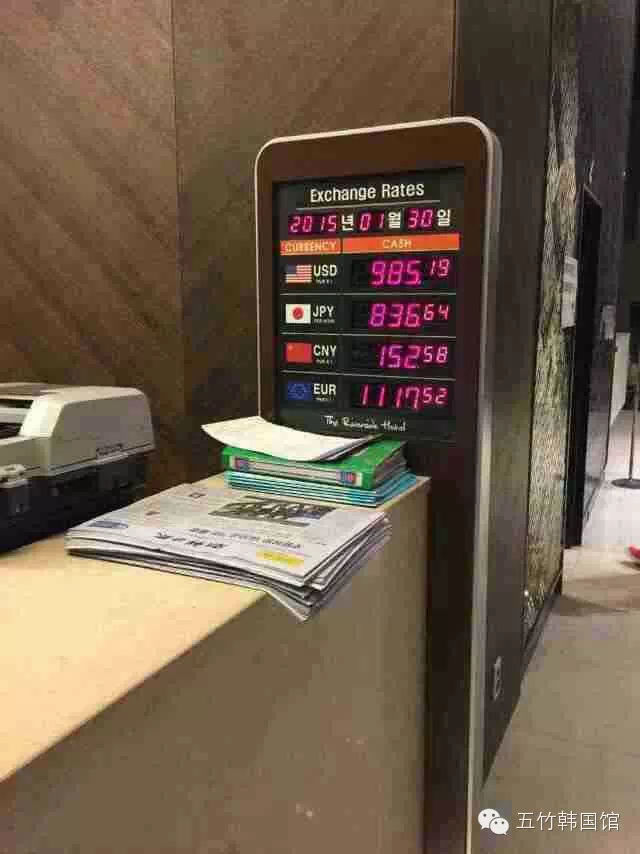 Exchange Rates
2015년 01월 30일
CURRENCY CASH
USD 985.19
JPY 836.64
CNY 152.58
EUR 1117.52
The Riverside Hotel
五竹韩国馆